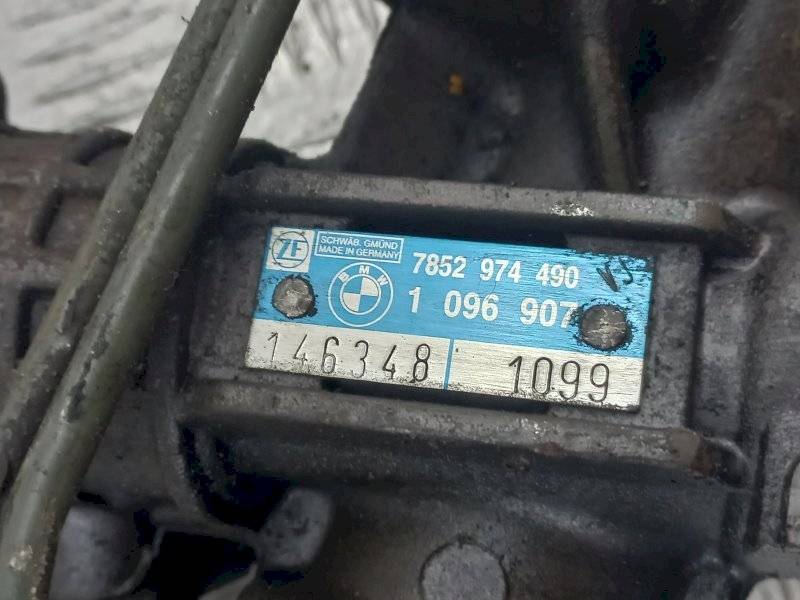 ZF SCHWÄB. GMÜND
MADE IN GERMANY
7852 974 490
BMW 1 096 907
146348 1099